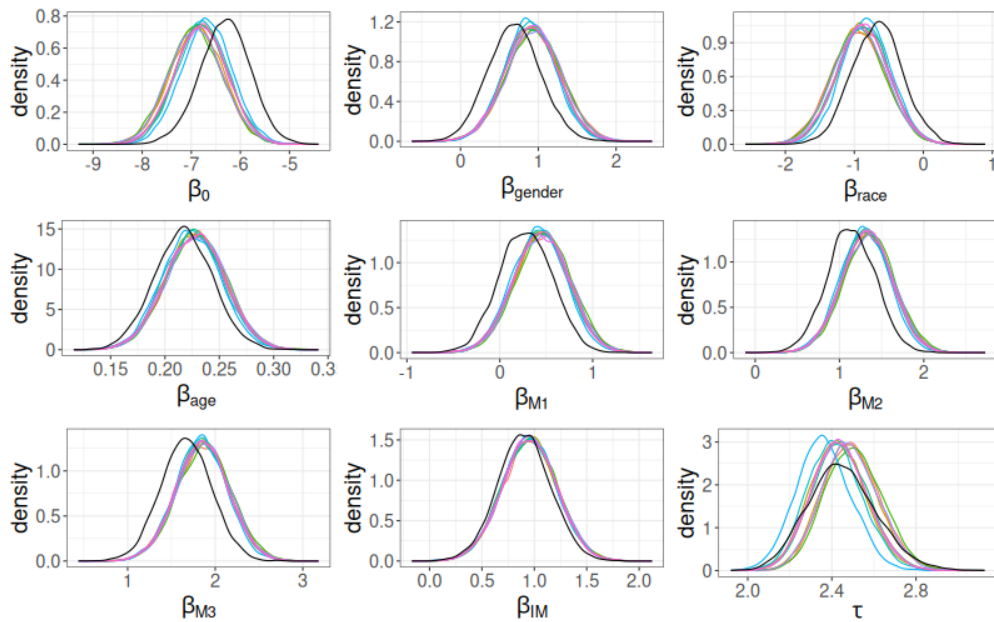 density
0.8
0.6
0.4
0.2
0.0
-9 -8 -7 -6 -5
β0
density
1.2
0.8
0.4
0.0
0 1 2
βgender
density
0.9
0.6
0.3
0.0
-2 -1 0 1
βrace
density
15
10
5
0
0.15 0.20 0.25 0.30 0.3
βage
density
1.0
0.5
0.0
-1 0 1
βM1
density
1.0
0.5
0.0
0 1 2
βM2
density
1.0
0.5
0.0
1 2 3
βM3
density
1.5
1.0
0.5
0.0
0.0 0.5 1.0 1.5 2.0
βIM
density
3
2
1
0
2.0 2.4 2.8
τ